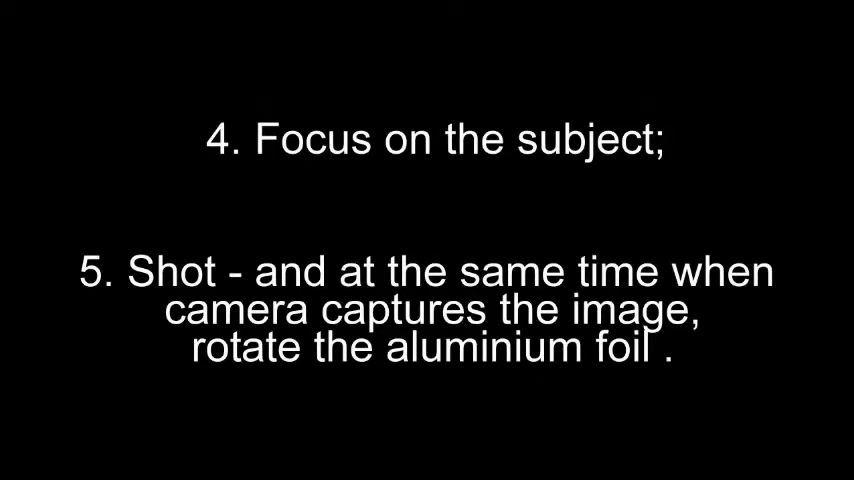 4. Focus on the subject;
5. Shot - and at the same time when
camera captures the image,
rotate the aluminium foil .